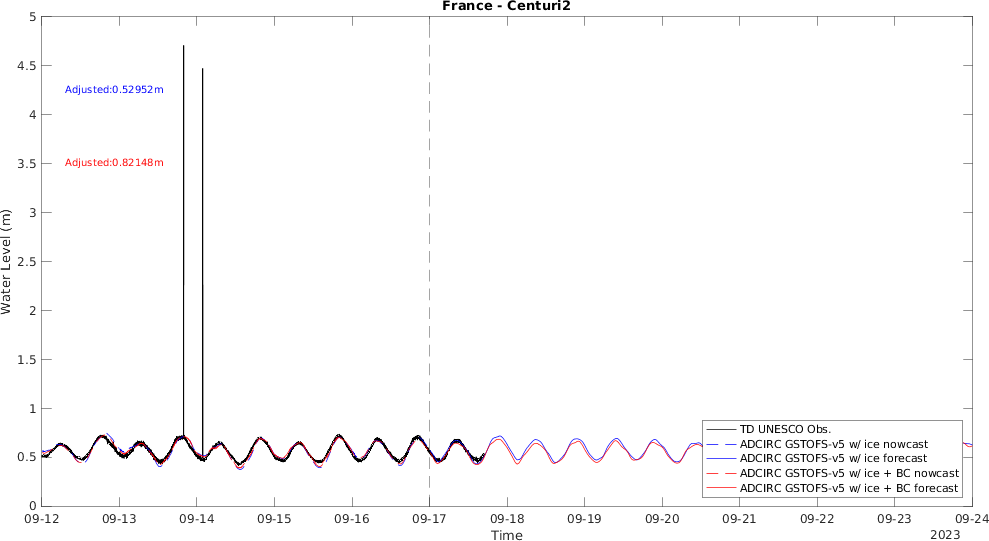 France - Centuri2
5
4.5
4
3.5
3
2.5
2
1.5
1
0.5
0
Water Level (m)
Adjusted:0.52952m
Adjusted:0.82148m
TD UNESCO Obs.
ADCIRC GSTOFS-v5 w/ ice nowcast
ADCIRC GSTOFS-v5 w/ ice forecast
ADCIRC GSTOFS-v5 w/ ice + BC nowcast
ADCIRC GSTOFS-v5 w/ ice + BC forecast
09-12 09-13 09-14 09-15 09-16 09-17 09-18 09-19 09-20 09-21 09-22 09-23 09-24
Time
2023